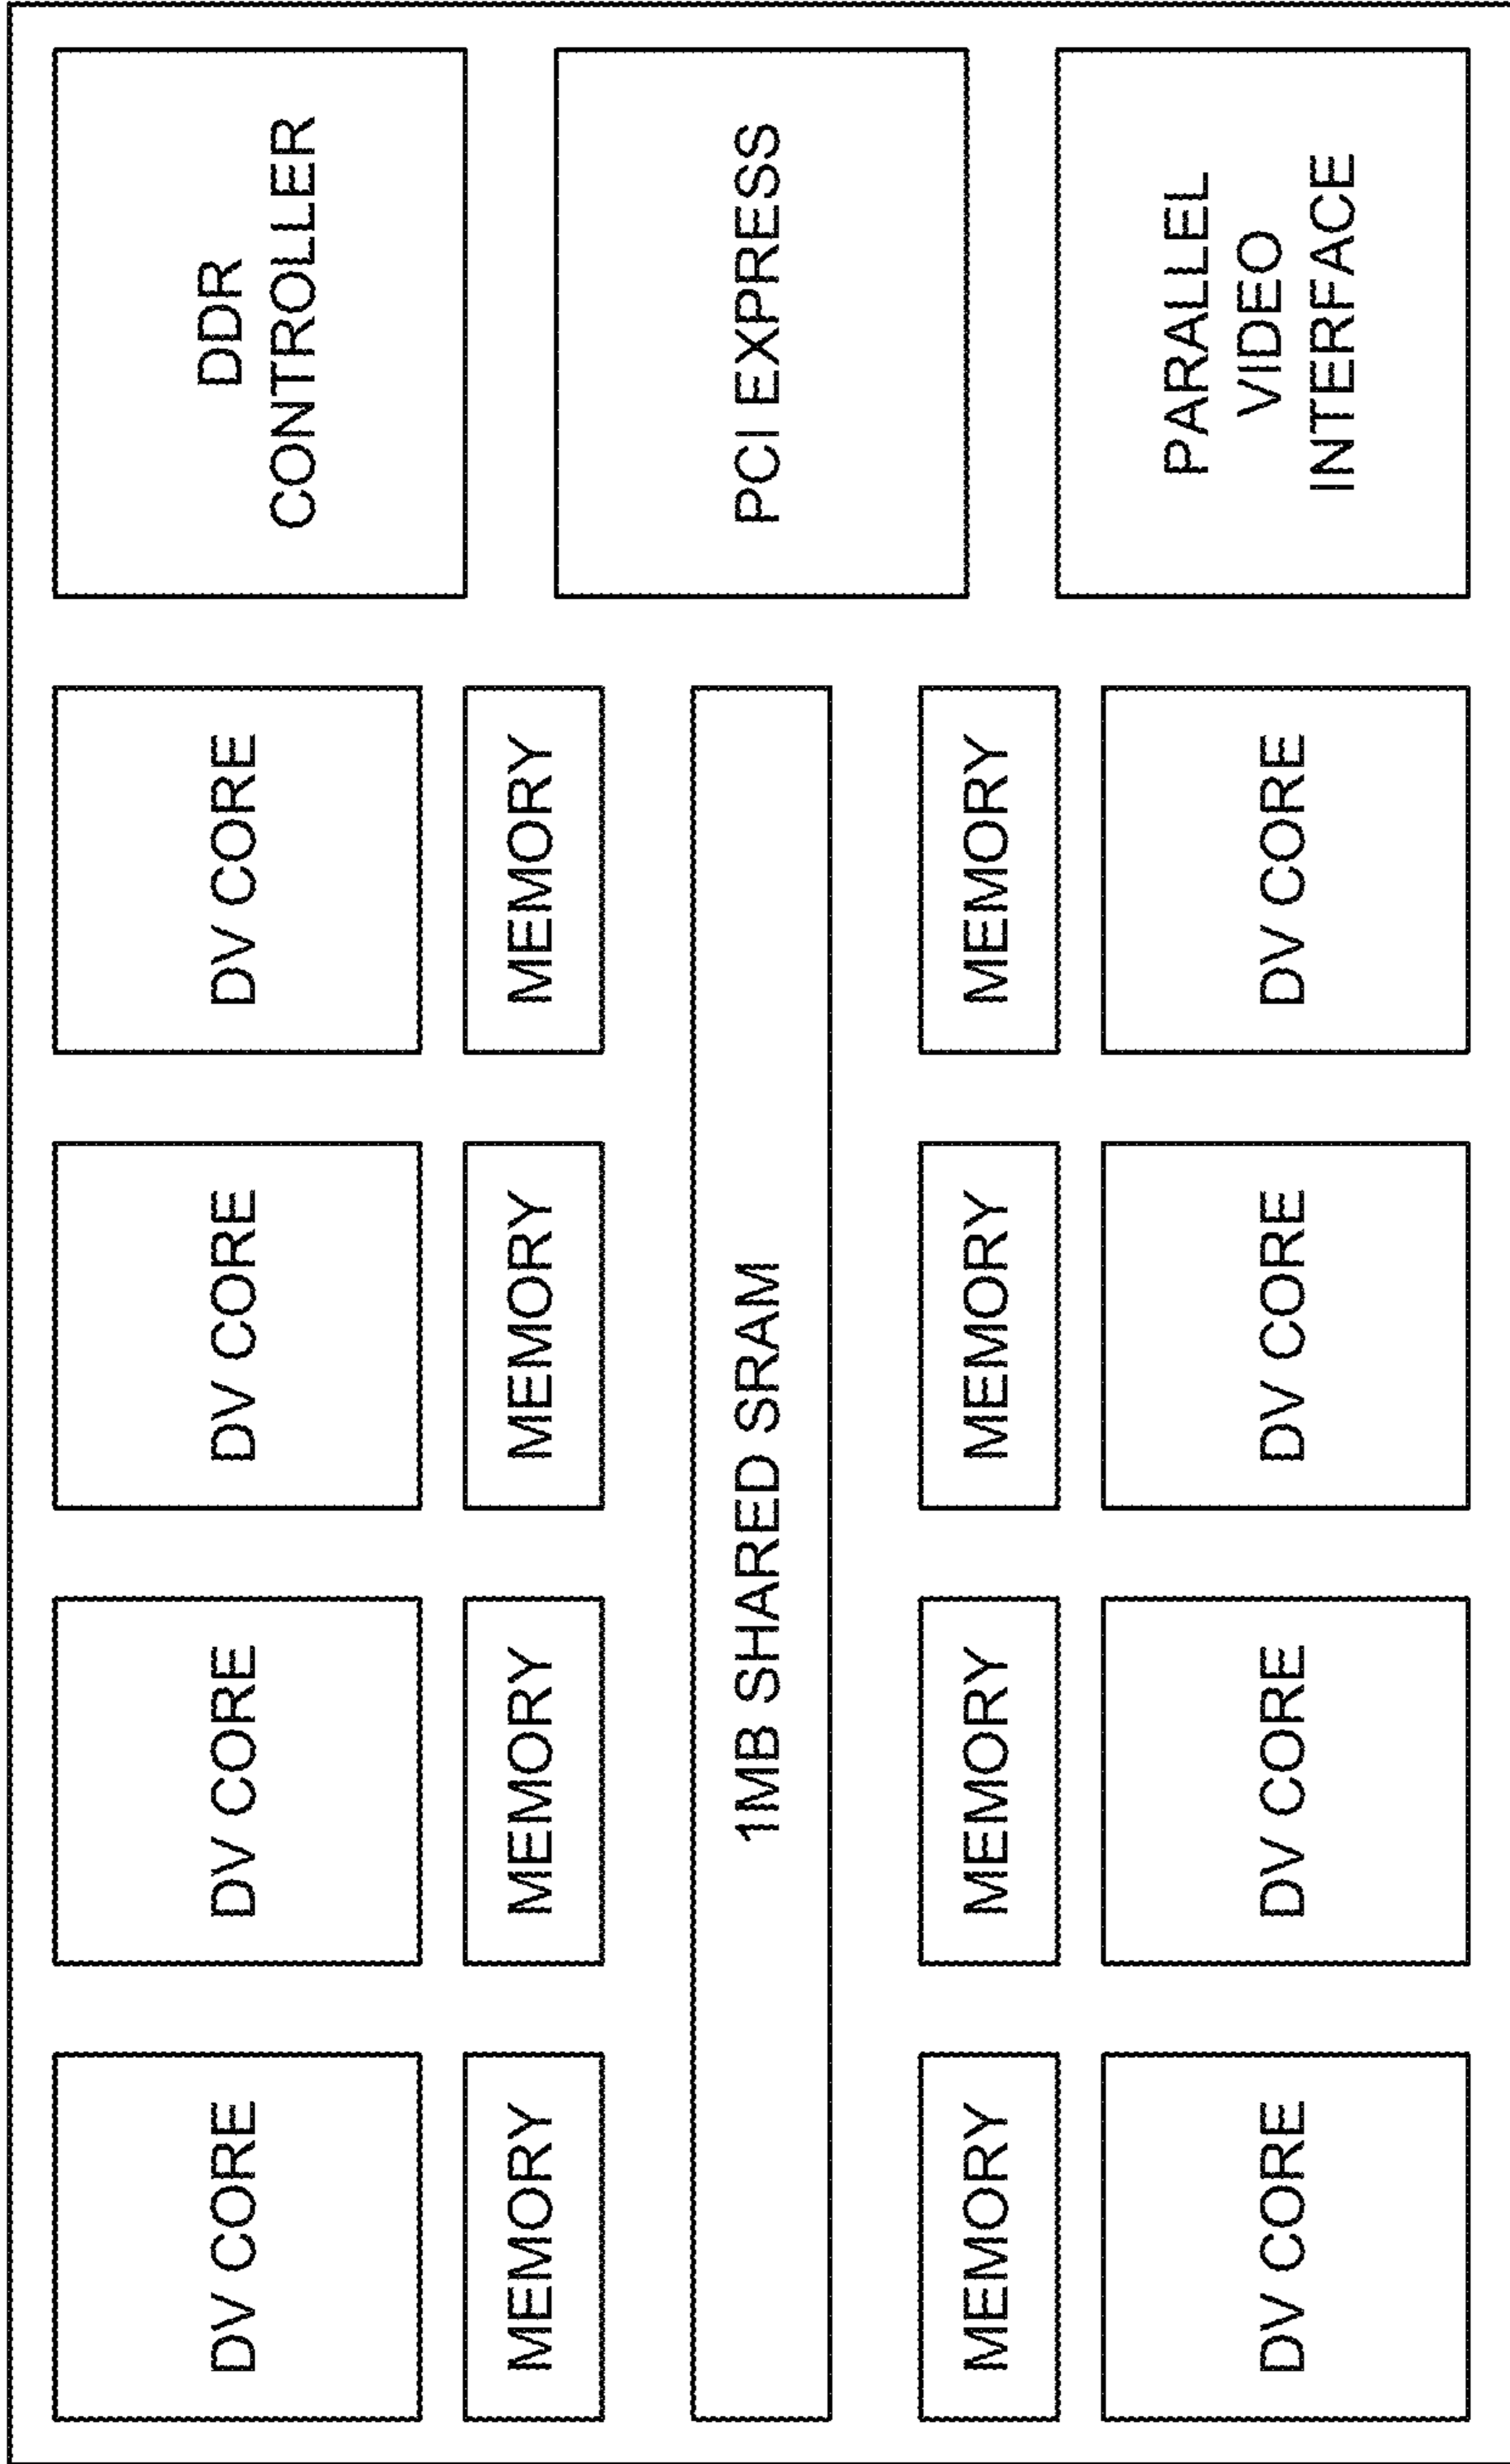 DV CORE
DV CORE
DV CORE
DV CORE
DDR
CONTROLLER
MEMORY
MEMORY
MEMORY
MEMORY
1MB SHARED SRAM
PCI EXPRESS
MEMORY
MEMORY
MEMORY
MEMORY
DV CORE
DV CORE
DV CORE
DV CORE
PARALLEL
VIDEO
INTERFACE